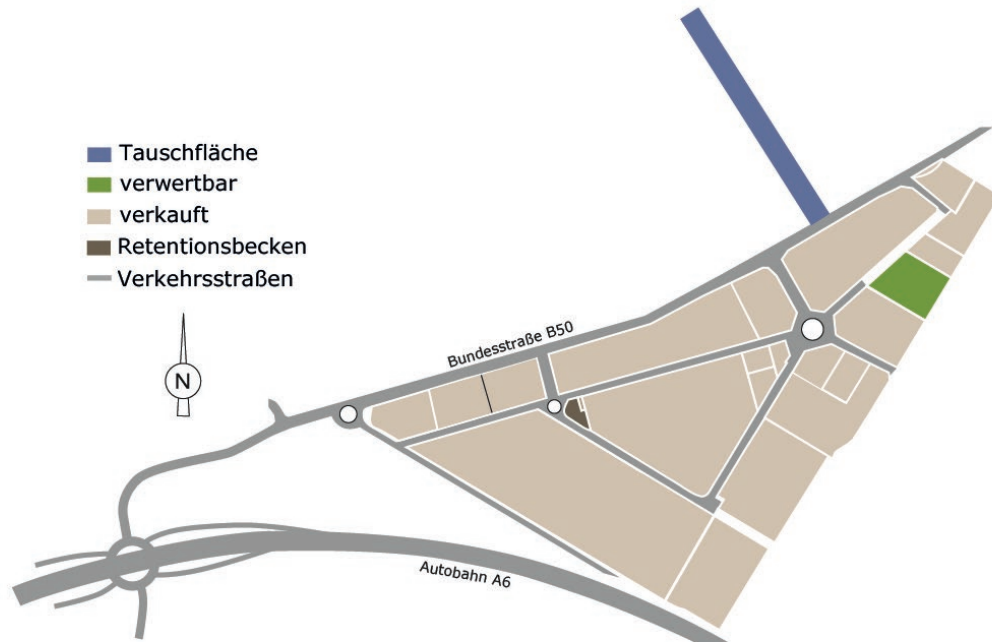 Tauschfläche
verwertbar
verkauft
Retentionsbecken
Verkehrsstraßen
N
Bundesstraße B50
Autobahn A6